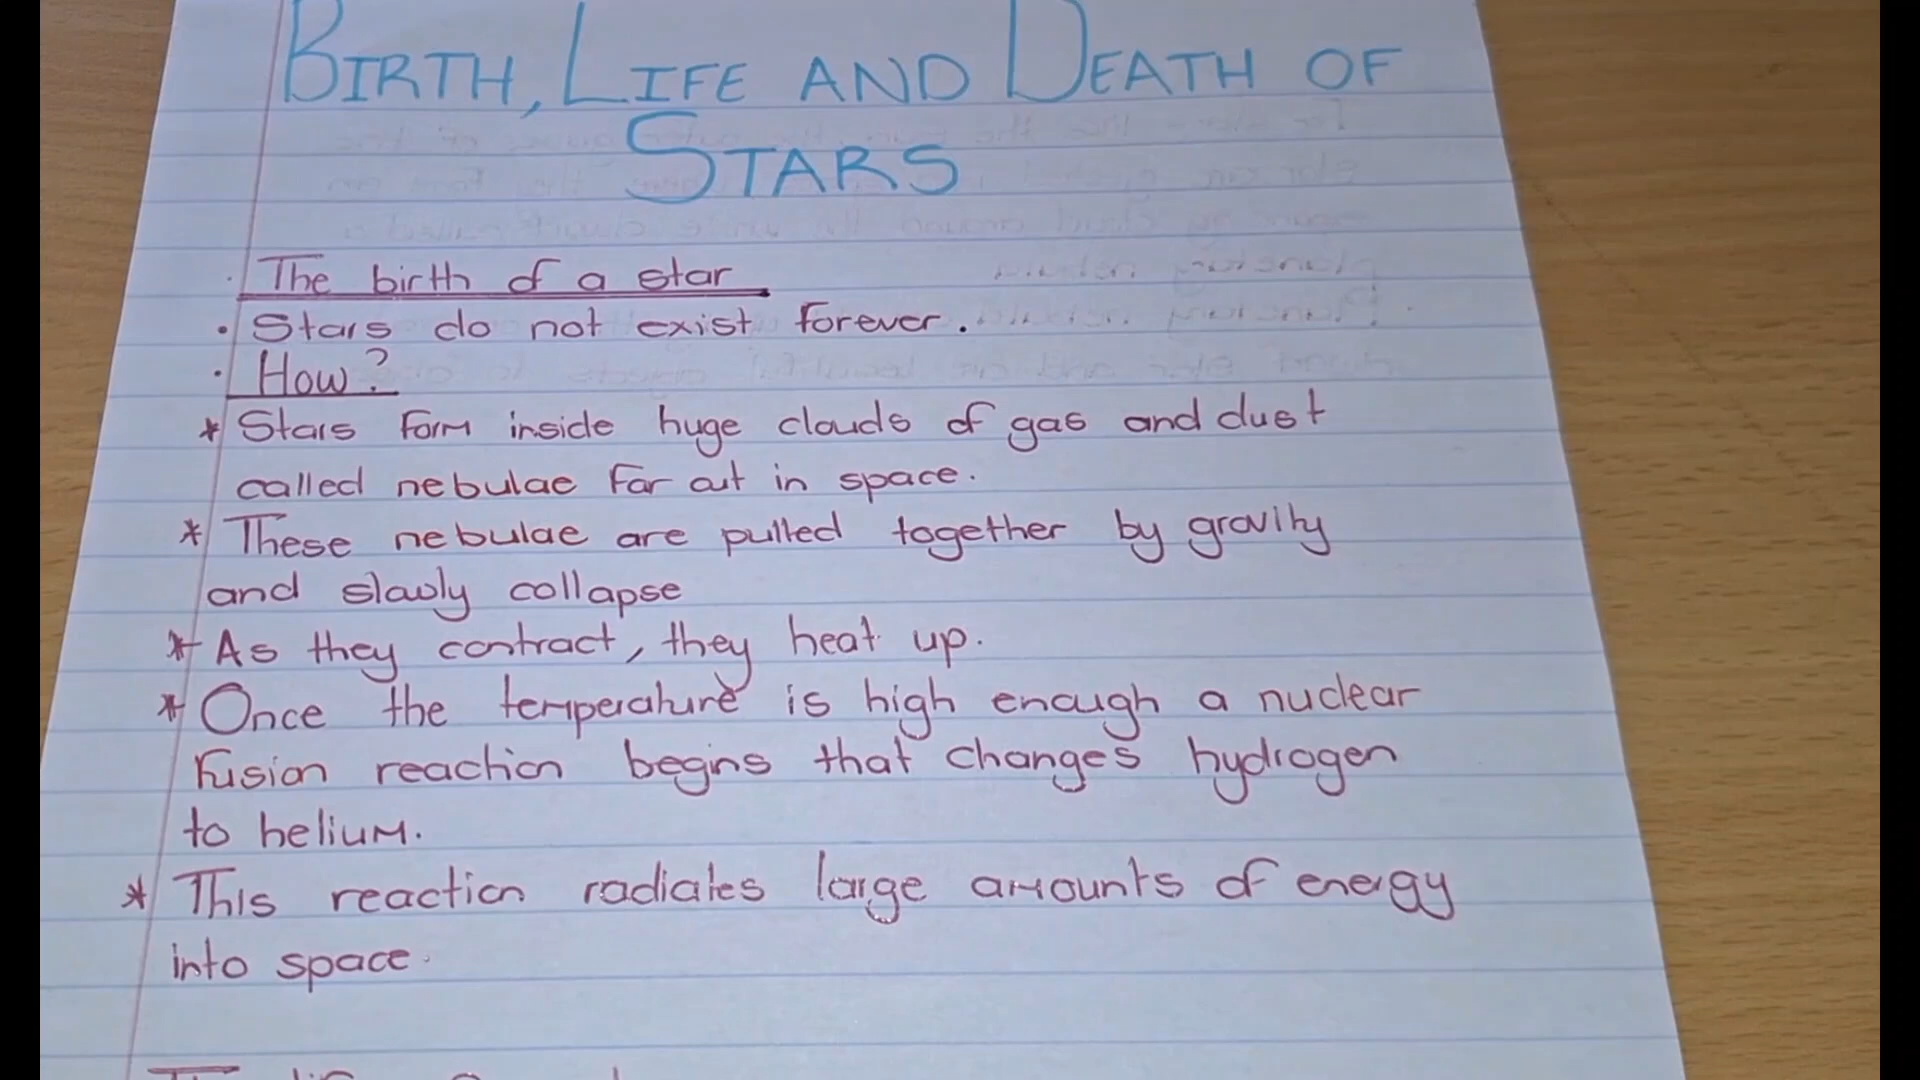 BIRTH, LIFE AND DEATH OF
STARS
· The birth of a star
· Stars do not exist forever.
· How?
* Stars form inside huge clouds of gas and dust
called nebulae far out in space.
* These nebulae are pulled together by gravity
and slowly collapse
* As they contract, they heat up.
* Once the temperature is high enough a nuclear
fusion reaction begins that changes hydrogen
to helium.
* This reaction radiates large amounts of energy
into space.